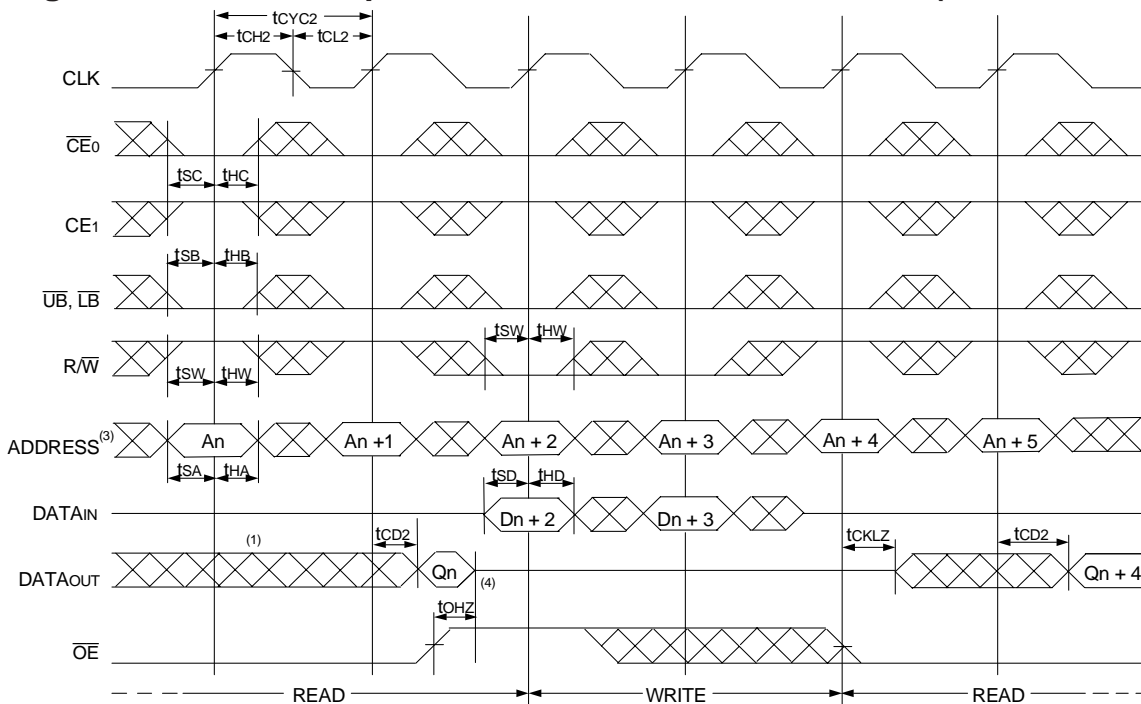 tCYC2
tCH2 tCL2
CLK
CE0
tSC tHC
CE1
tSB tHB
UB, LB
tSW tHW
R/W
tSW tHW
ADDRESS(3) An An +1 An + 2 An + 3 An + 4 An + 5
tSA tHA tSD tHD
DATAIN Dn + 2 Dn + 3
(1) tCD2 tCKLZ tCD2
DATAOUT Qn (4) Qn + 4
tOHZ
OE
READ WRITE READ